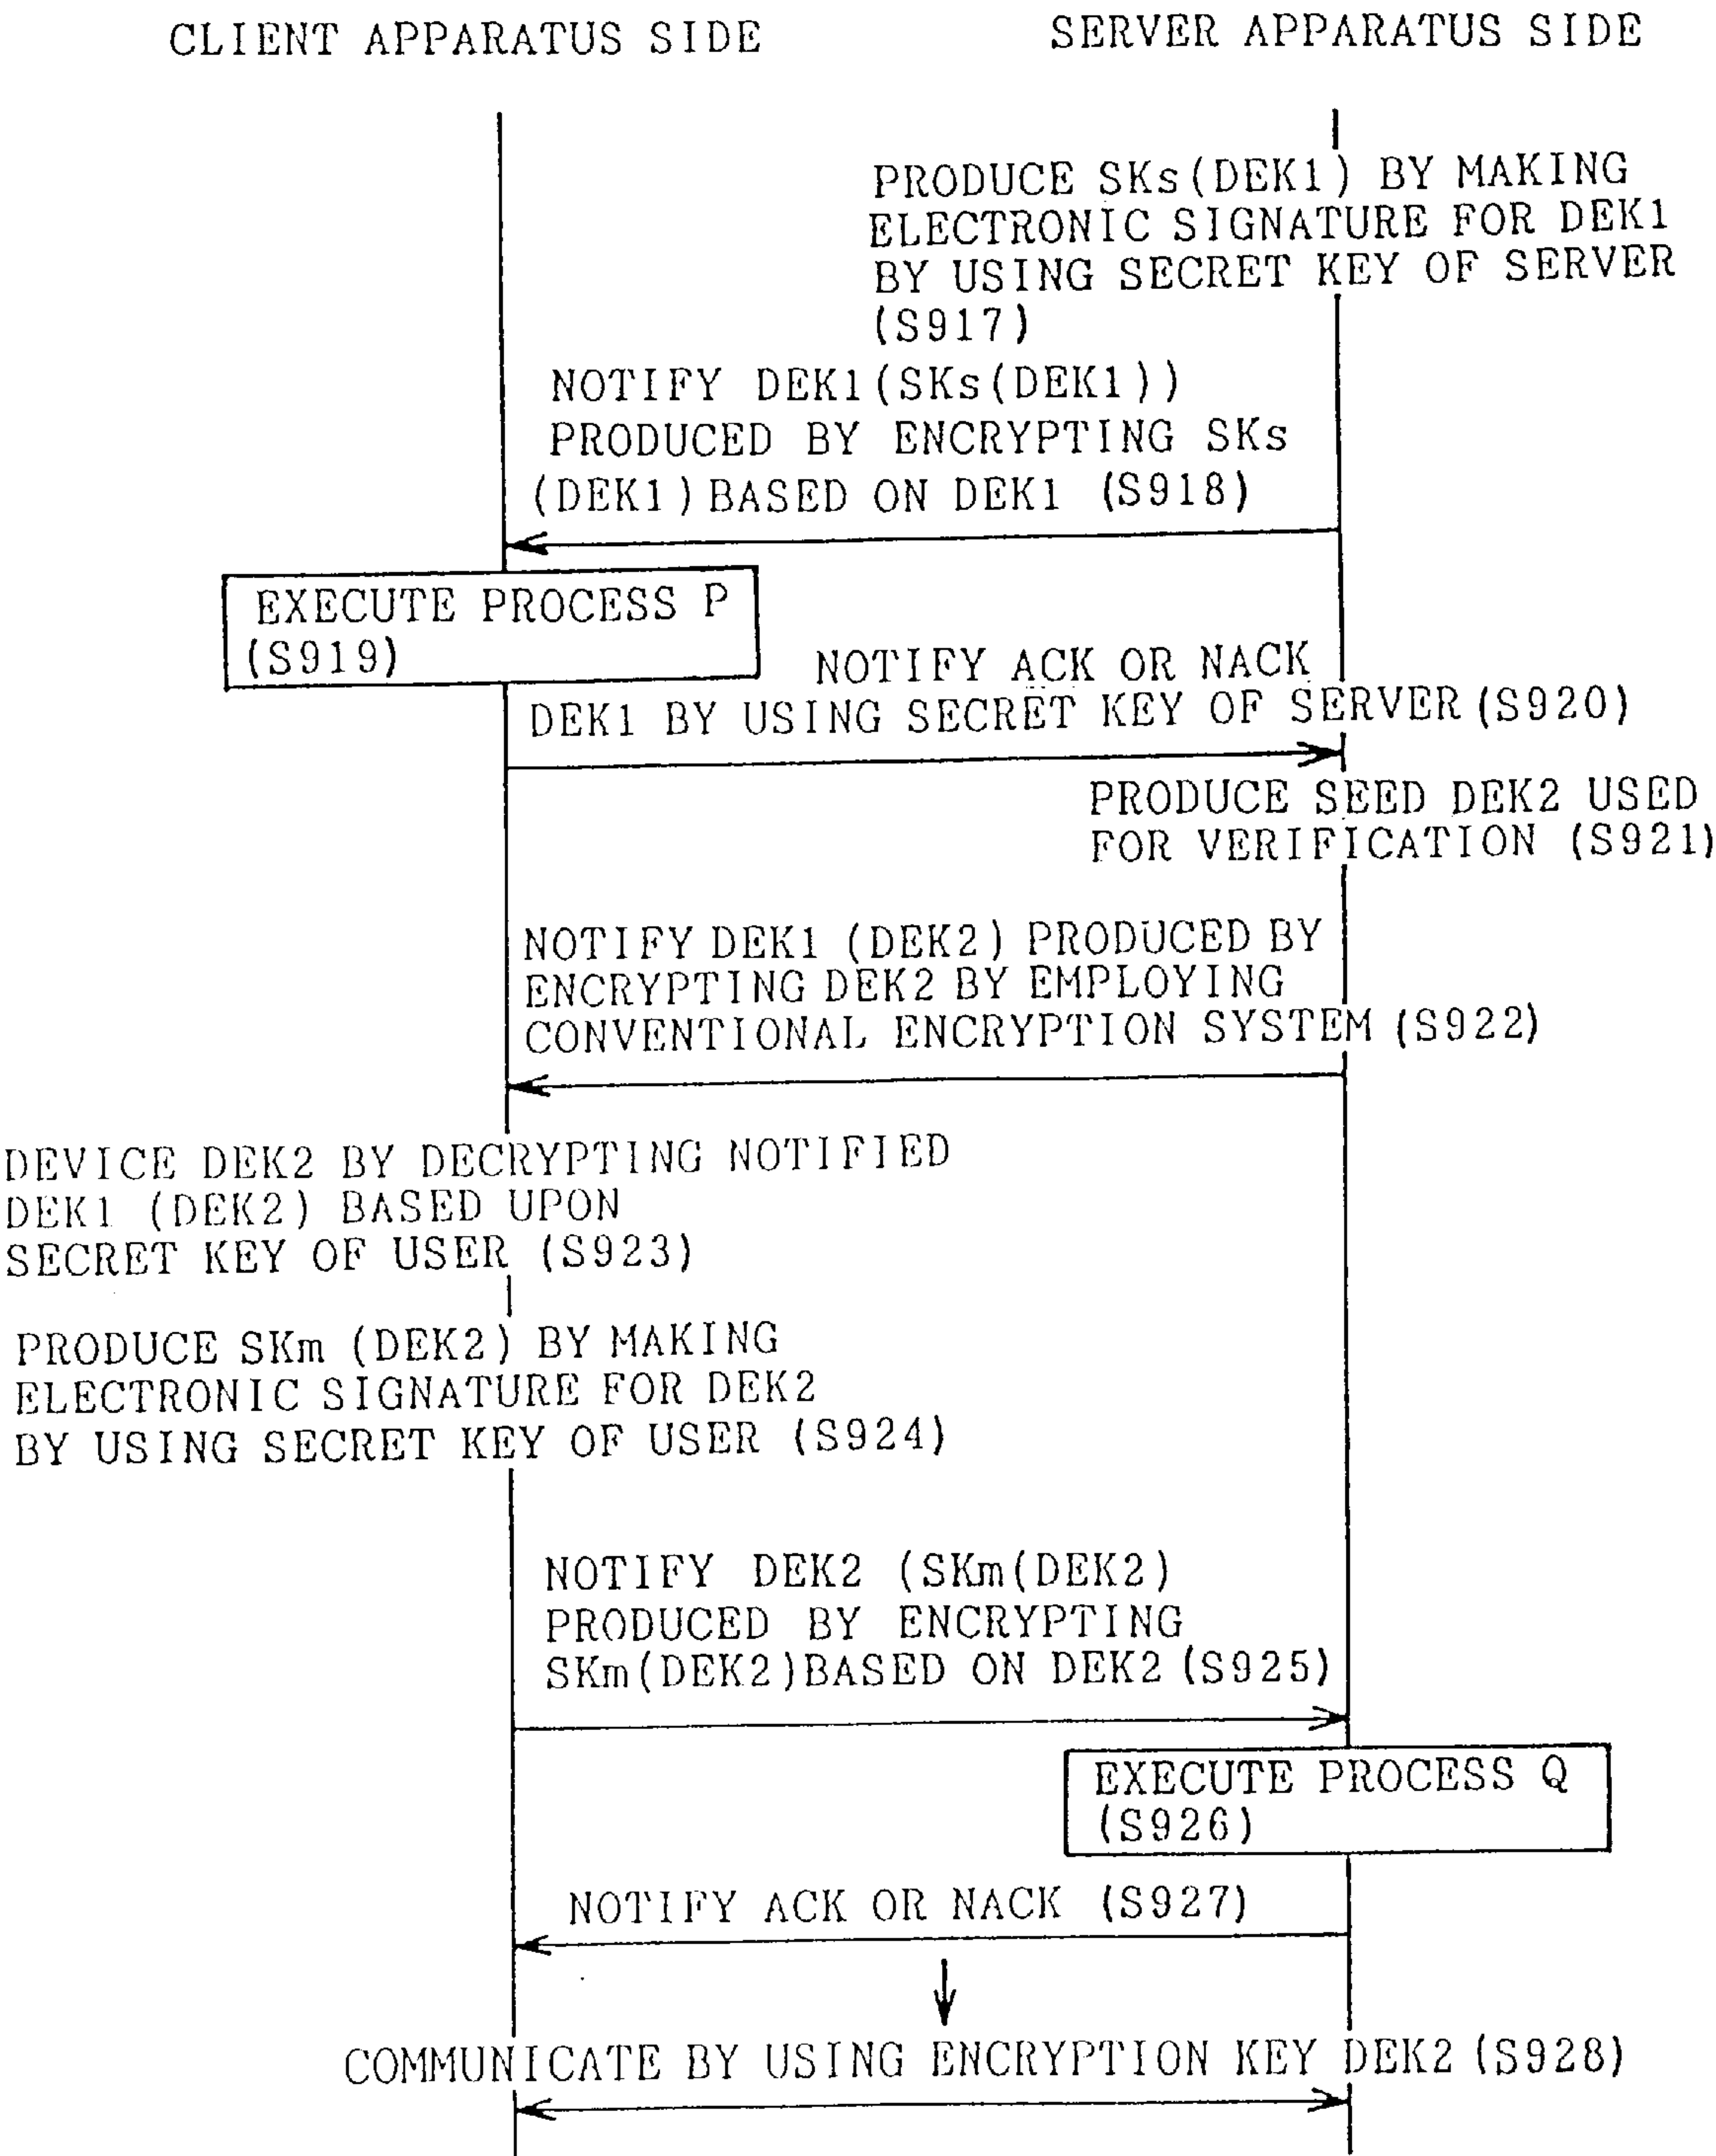 CLIENT APPARATUS SIDE
SERVER APPARATUS SIDE
PRODUCE SKs(DEK1) BY MAKING
ELECTRONIC SIGNATURE FOR DEK1
BY USING SECRET KEY OF SERVER
(S917)
NOTIFY DEK1(SKs(DEK1))
PRODUCED BY ENCRYPTING SKs
(DEK1)BASED ON DEK1 (S918)
EXECUTE PROCESS P
(S919)
NOTIFY ACK OR NACK
DEK1 BY USING SECRET KEY OF SERVER(S920)
PRODUCE SEED DEK2 USED
FOR VERIFICATION (S921)
NOTIFY DEK1 (DEK2) PRODUCED BY
ENCRYPTING DEK2 BY EMPLOYING
CONVENTIONAL ENCRYPTION SYSTEM(S922)
DEVICE DEK2 BY DECRYPTING NOTIFIED
DEK1 (DEK2) BASED UPON
SECRET KEY OF USER (S923)
PRODUCE SKm (DEK2) BY MAKING
ELECTRONIC SIGNATURE FOR DEK2
BY USING SECRET KEY OF USER (S924)
NOTIFY DEK2 (SKm(DEK2)
PRODUCED BY ENCRYPTING
SKm(DEK2)BASED ON DEK2(S925)
EXECUTE PROCESS Q
(S926)
NOTIFY ACK OR NACK (S927)
COMMUNICATE BY USING ENCRYPTION KEY DEK2(S928)